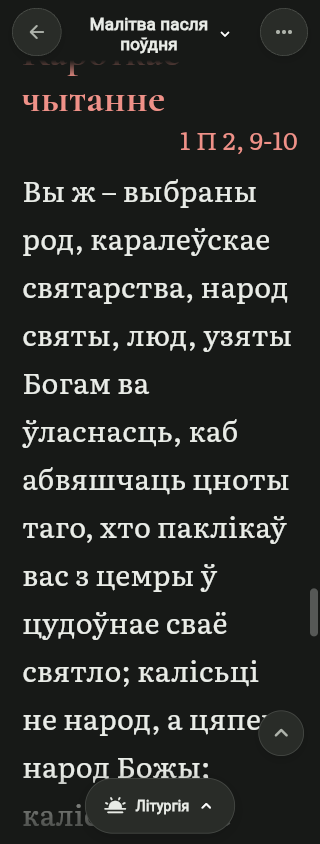 Малітва пасля
поўдня
Кароткае
чытанне
1 П 2, 9-10
Вы ж – выбраны
род, каралеўскае
святарства, народ
святы, люд, узяты
Богам ва
ўласнасць, каб
абвяшчаць цноты
таго, хто паклікаў
вас з цемры ў
цудоўнае сваё
святло; калісьці
не народ, а
народ Божы;
Літургія